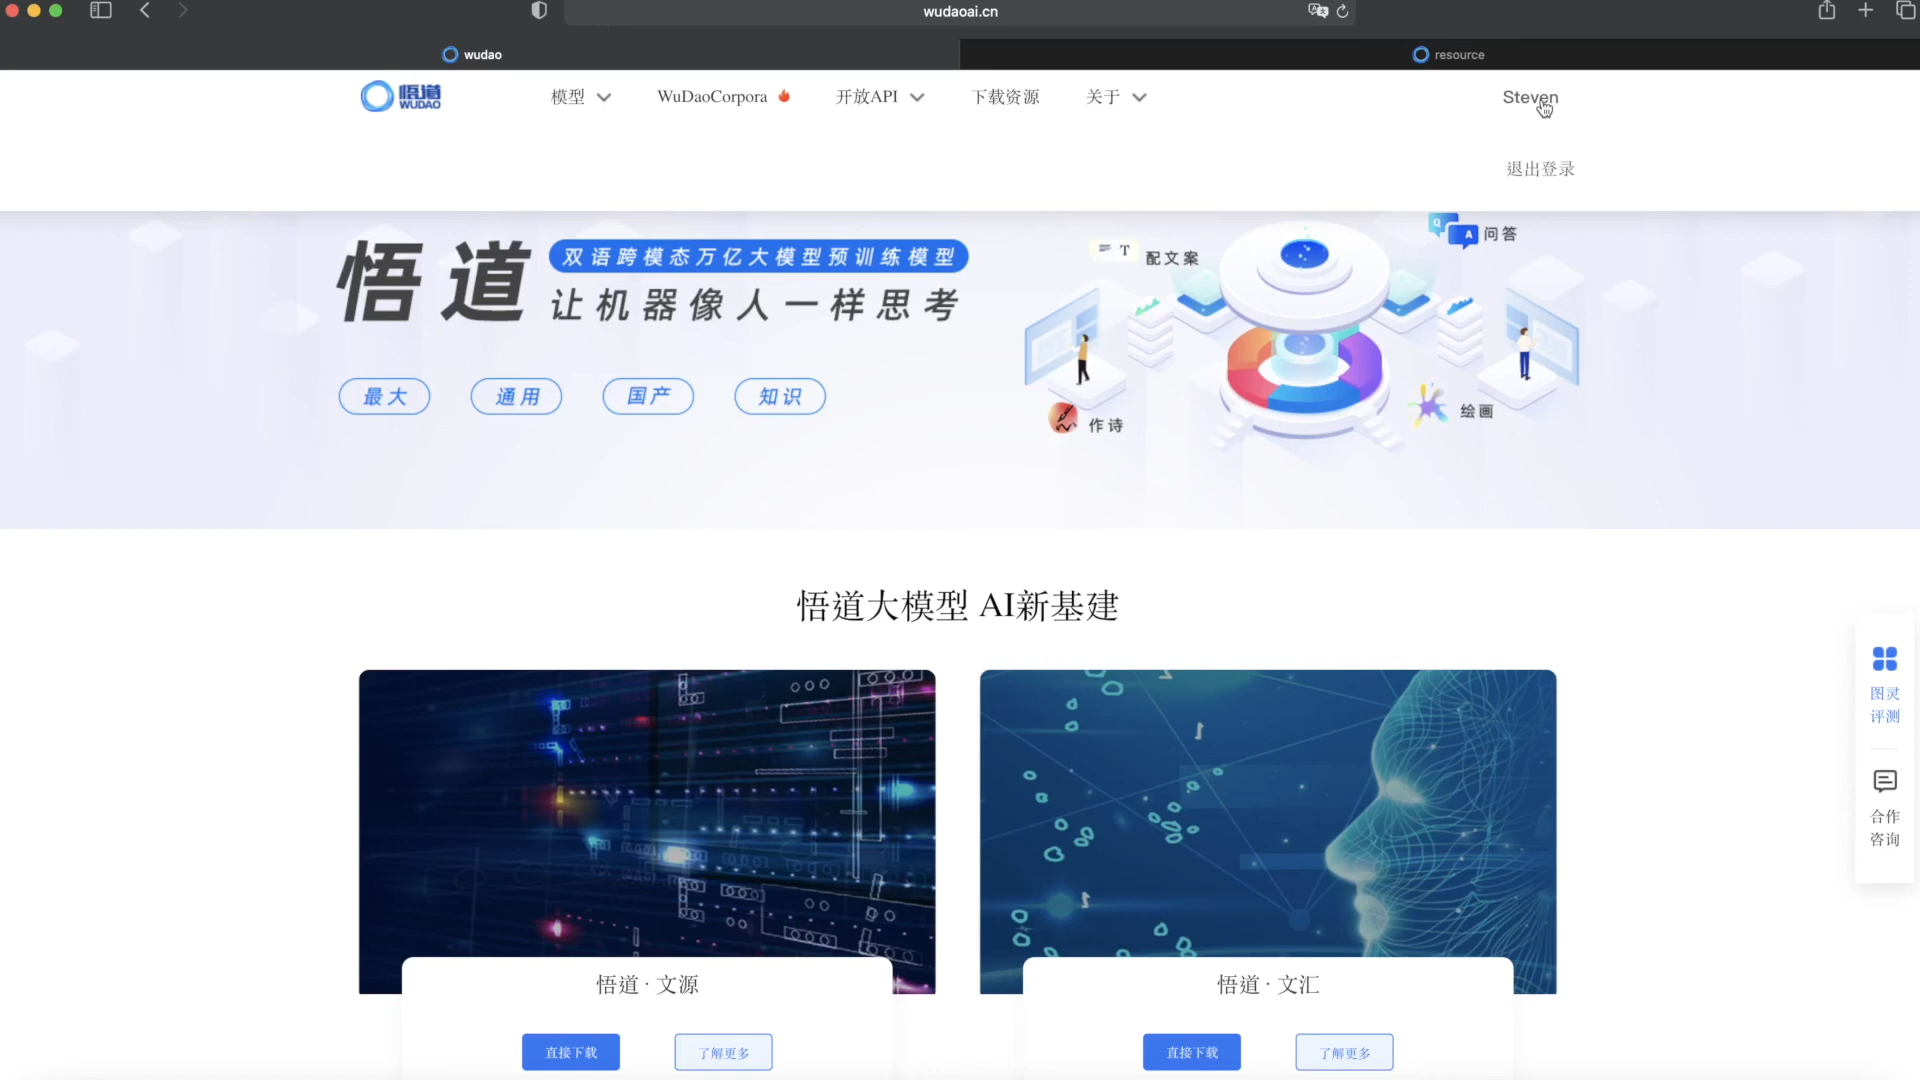 wudaoai.cn
wudao
resource
悟道
WUDAO
模型
WuDaoCorpora
开放API
下载资源
关于
Steven
退出登录
悟道
双语跨模态万亿大模型预训练模型
让机器像人一样思考
最大
通用
国产
知识
T
配文案
Q
A
问答
作诗
绘画
悟道大模型 AI新基建
图灵
评测
合作
咨询
悟道 · 文源
悟道 · 文汇
直接下载
了解更多
直接下载
了解更多